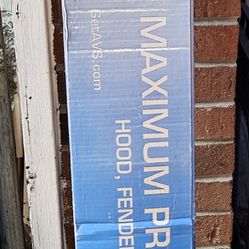 MAXIMUM PR
HOOD, FENDE
GetAVS.com